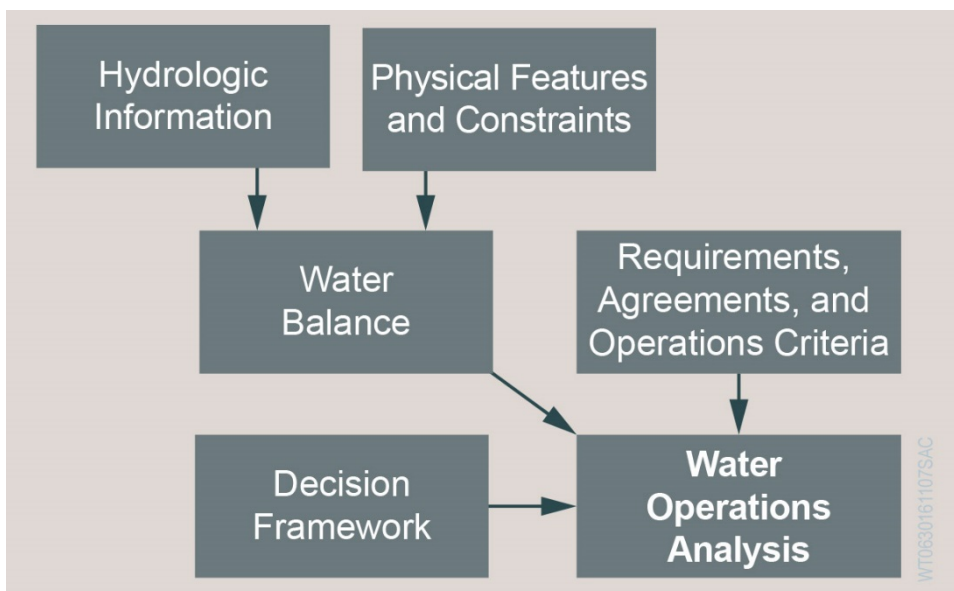 Hydrologic
Information
Physical Features
and Constraints
Water
Balance
Requirements,
Agreements, and
Operations Criteria
Decision
Framework
Water
Operations
Analysis
WT0630161107SAC